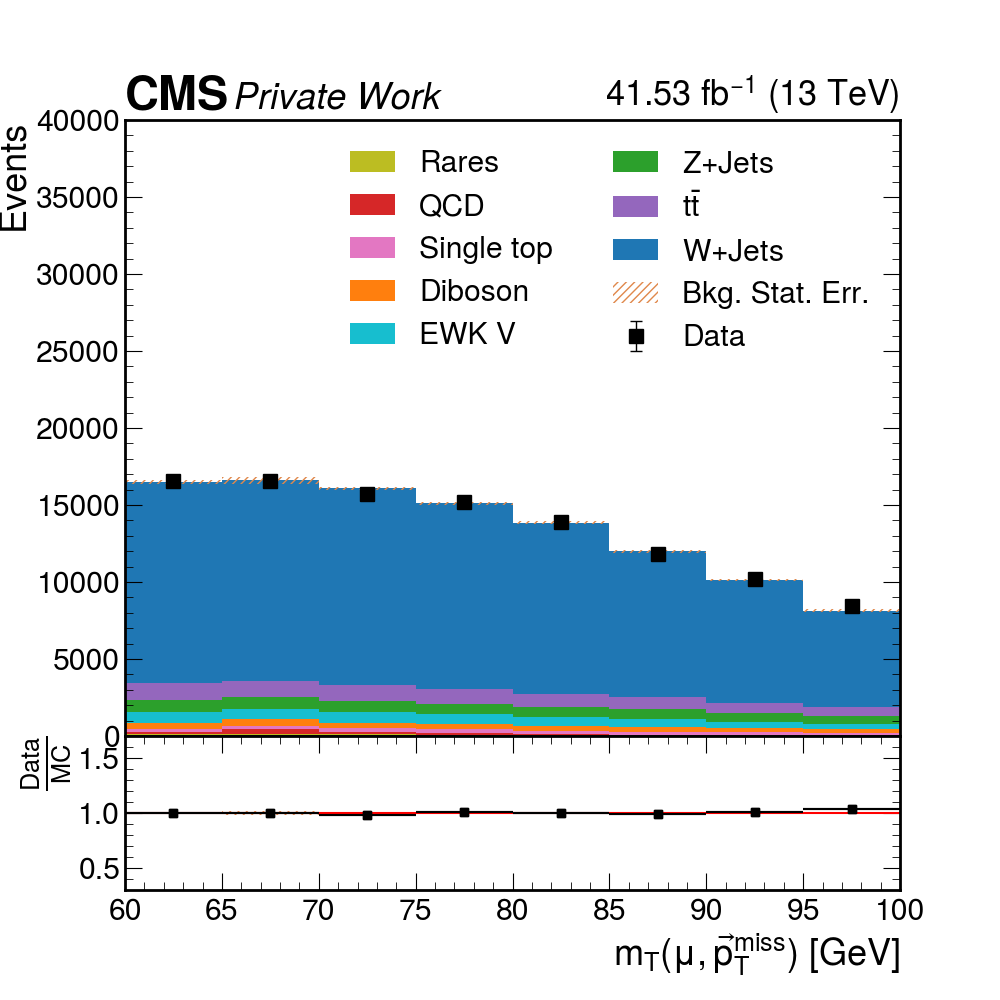 CMS Private Work 41.53 fb⁻¹ (13 TeV)
Events
40000
35000
30000
25000
20000
15000
10000
5000
0
Rares
QCD
Single top
Diboson
EWK V
Z+Jets
tt̄
W+Jets
Bkg. Stat. Err.
Data
Data
MC
1.5
1.0
0.5
60 65 70 75 80 85 90 95 100
m_T(μ, p⃗_T^miss) [GeV]